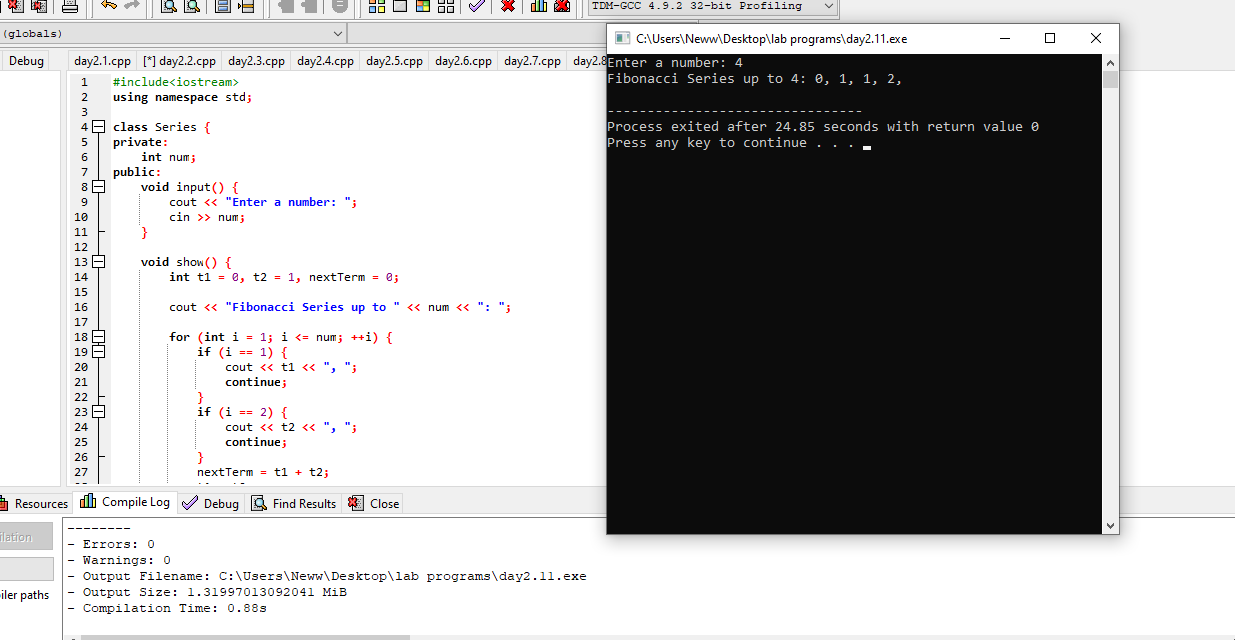 TDM-GCC 4.9.2 32-bit Profiling
(globals)
Debug
day2.1.cpp [*] day2.2.cpp day2.3.cpp day2.4.cpp day2.5.cpp day2.6.cpp day2.7.cpp day2.8
1 #include<iostream>
2 using namespace std;
3
4 class Series {
5 private:
6 int num;
7 public:
8 void input() {
9 cout << "Enter a number: ";
10 cin >> num;
11 }
12
13 void show() {
14 int t1 = 0, t2 = 1, nextTerm = 0;
15
16 cout << "Fibonacci Series up to " << num << ": ";
17
18 for (int i = 1; i <= num; ++i) {
19 if (i == 1) {
20 cout << t1 << ", ";
21 continue;
22 }
23 if (i == 2) {
24 cout << t2 << ", ";
25 continue;
26 }
27 nextTerm = t1 + t2;
C:\Users\Neww\Desktop\lab programs\day2.11.exe
Enter a number: 4
Fibonacci Series up to 4: 0, 1, 1, 2,
--------------------------------
Process exited after 24.85 seconds with return value 0
Press any key to continue . . .
Resources Compile Log Debug Find Results Close
ilation
iler paths
--------
- Errors: 0
- Warnings: 0
- Output Filename: C:\Users\Neww\Desktop\lab programs\day2.11.exe
- Output Size: 1.31997013092041 MiB
- Compilation Time: 0.88s